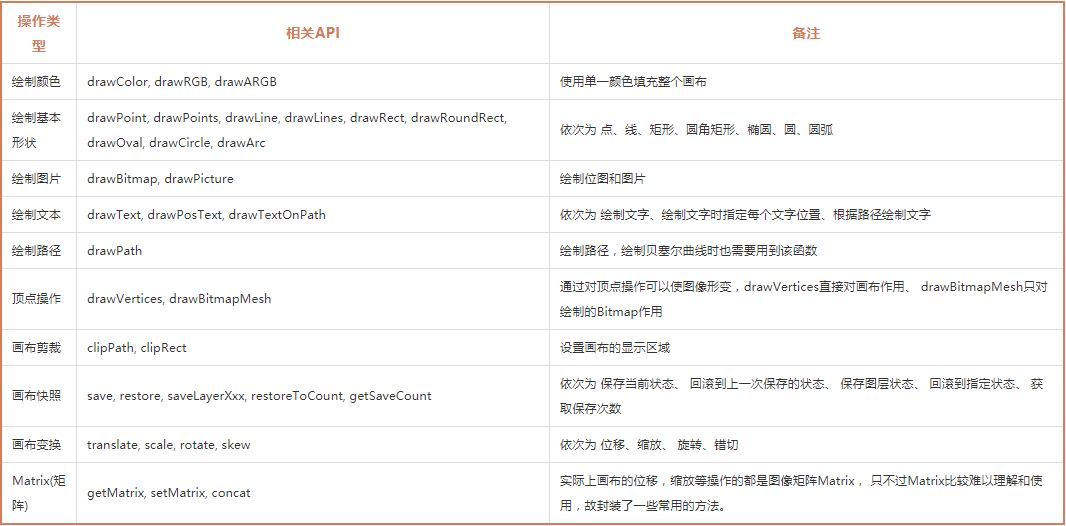 操作类
型
相关API
备注
绘制颜色
drawColor, drawRGB, drawARGB
使用单一颜色填充整个画布
绘制基本
形状
drawPoint, drawPoints, drawLine, drawLines, drawRect, drawRoundRect,
drawOval, drawCircle, drawArc
依次为 点、线、矩形、圆角矩形、椭圆、圆、圆弧
绘制图片
drawBitmap, drawPicture
绘制位图和图片
绘制文本
drawText, drawPosText, drawTextOnPath
依次为 绘制文字、绘制文字时指定每个文字位置、根据路径绘制文字
绘制路径
drawPath
绘制路径，绘制贝塞尔曲线时也需要用到该函数
顶点操作
drawVertices, drawBitmapMesh
通过对顶点操作可以使图像形变，drawVertices直接对画布作用、 drawBitmapMesh只对
绘制的Bitmap作用
画布剪裁
clipPath, clipRect
设置画布的显示区域
画布快照
save, restore, saveLayerXxx, restoreToCount, getSaveCount
依次为 保存当前状态、 回滚到上一次保存的状态、 保存图层状态、 回滚到指定状态、 获
取保存次数
画布变换
translate, scale, rotate, skew
依次为 位移、缩放、 旋转、错切
Matrix(矩
阵)
getMatrix, setMatrix, concat
实际上画布的位移，缩放等操作的都是图像矩阵Matrix， 只不过Matrix比较难以理解和使
用，故封装了一些常用的方法。